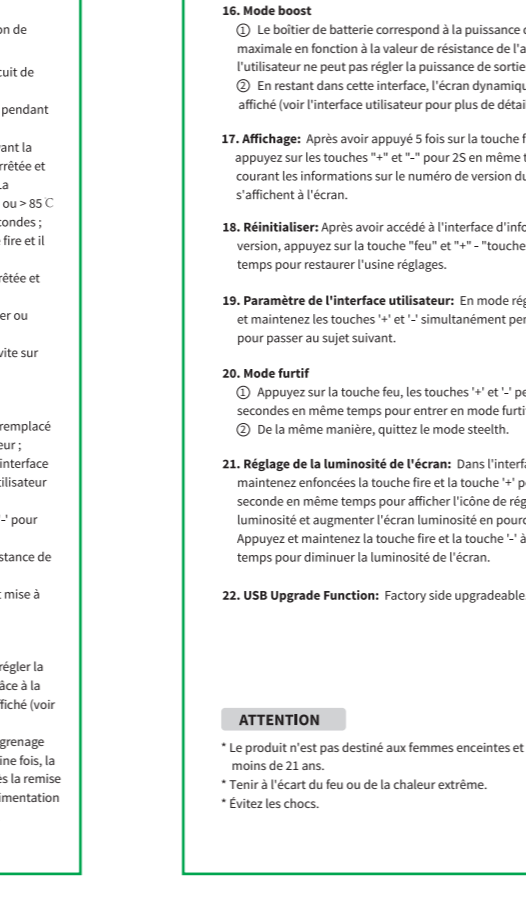 on de
cuit de
pendant
ant la
rrêtée et
La
ou > 85 C
condes ;
fire et il
rêtée et
er ou
vite sur
remplacé
eur ;
interface
tilisateur
'-' pour
stance de
t mise à
régler la
âce à la
ffiché (voir
grenage
ine fois, la
ès la remise
imentation
16. Mode boost
① Le boîtier de batterie correspond à la puissance
maximale en fonction à la valeur de résistance de l'a
l'utilisateur ne peut pas régler la puissance de sortie
② En restant dans cette interface, l'écran dynamiqu
affiché (voir l'interface utilisateur pour plus de détai
17. Affichage: Après avoir appuyé 5 fois sur la touche f
appuyez sur les touches "+" et "-" pour 2S en même t
courant les informations sur le numéro de version du
s'affichent à l'écran.
18. Réinitialiser: Après avoir accédé à l'interface d'info
version, appuyez sur la touche "feu" et "+" - "touche
temps pour restaurer l'usine réglages.
19. Paramètre de l'interface utilisateur: En mode rég
et maintenez les touches '+' et '-' simultanément pen
pour passer au sujet suivant.
20. Mode furtif
① Appuyez sur la touche feu, les touches '+' et '-' pe
secondes en même temps pour entrer en mode furti
② De la même manière, quittez le mode steelth.
21. Réglage de la luminosité de l'écran: Dans l'interfa
maintenez enfoncées la touche fire et la touche '+' p
seconde en même temps pour afficher l'icône de rég
luminosité et augmenter l'écran luminosité en pourc
Appuyez et maintenez la touche fire et la touche '-' à
temps pour diminuer la luminosité de l'écran.
22. USB Upgrade Function: Factory side upgradeable
ATTENTION
* Le produit n'est pas destiné aux femmes enceintes et
moins de 21 ans.
* Tenir à l'écart du feu ou de la chaleur extrême.
* Évitez les chocs.